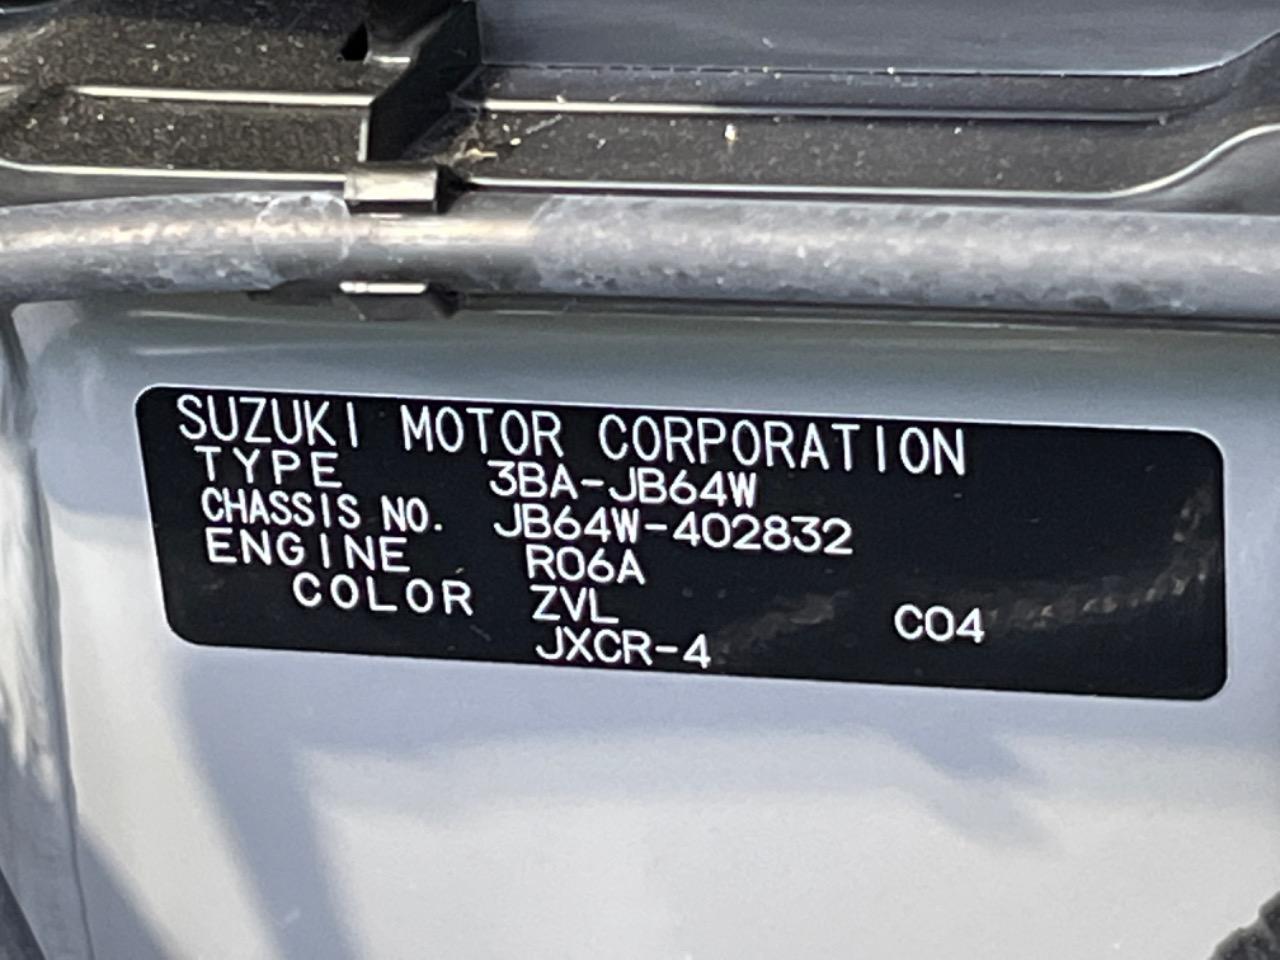 SUZUKI MOTOR CORPORATION
TYPE 3BA-JB64W
CHASSIS NO. JB64W-402832
ENGINE R06A
COLOR ZVL C04
JXCR-4